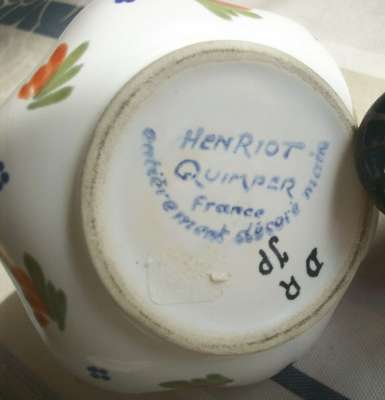 HENRIOT
QUIMPER
France
entièrement décoré main
DR
JP